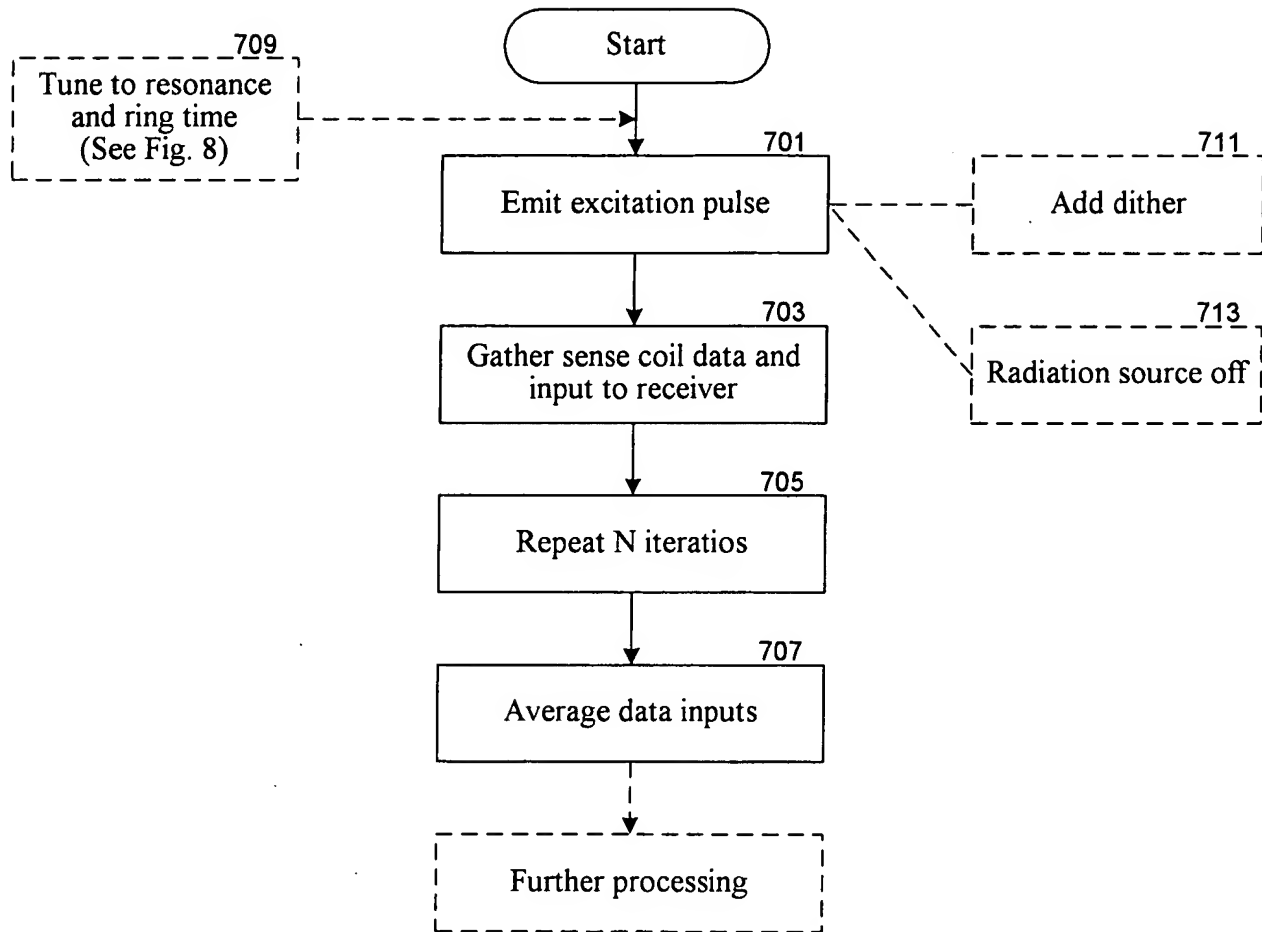 Start
709
Tune to resonance
and ring time
(See Fig. 8)
701
Emit excitation pulse
711
Add dither
703
Gather sense coil data and
input to receiver
713
Radiation source off
705
Repeat N iteratios
707
Average data inputs
Further processing